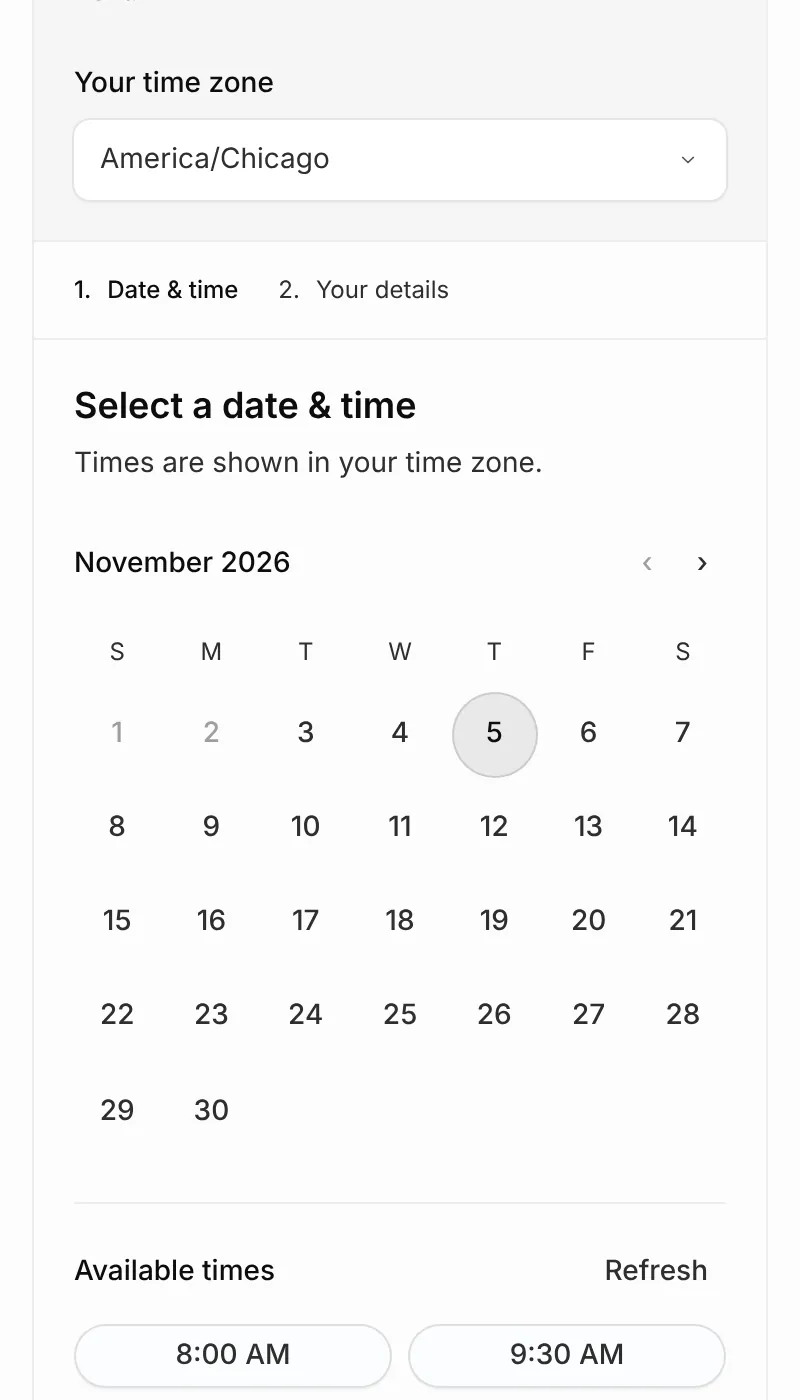 Your time zone
America/Chicago
1. Date & time 2. Your details
Select a date & time
Times are shown in your time zone.
November 2026 ‹ ›
S M T W T F S
1 2 3 4 5 6 7
8 9 10 11 12 13 14
15 16 17 18 19 20 21
22 23 24 25 26 27 28
29 30
Available times Refresh
8:00 AM 9:30 AM